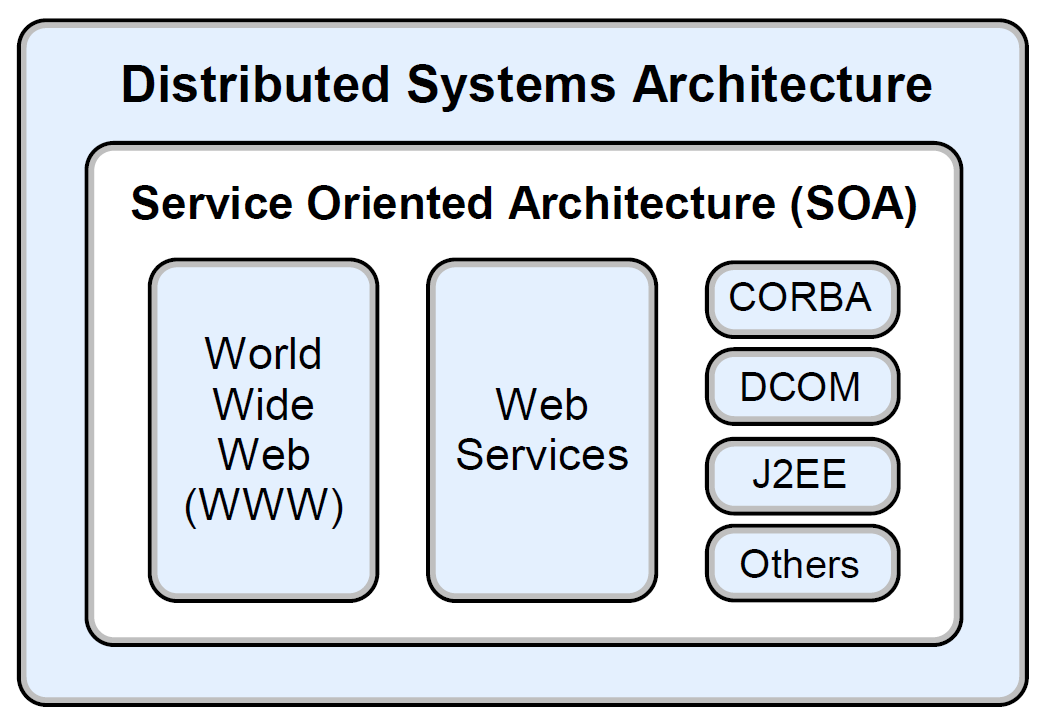 Distributed Systems Architecture
Service Oriented Architecture (SOA)
World
Wide
Web
(WWW)
Web
Services
CORBA
DCOM
J2EE
Others